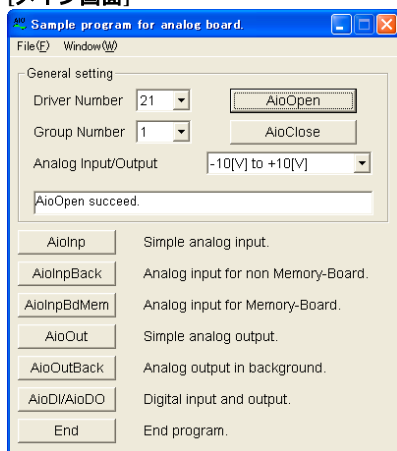 [メイン画面]
Sample program for analog board.
File(F) Window(W)
General setting
Driver Number 21 AioOpen
Group Number 1 AioClose
Analog Input/Output -10[V] to +10[V]
AioOpen succeed.
AioInp Simple analog input.
AioInpBack Analog input for non Memory-Board.
AioInpBdMem Analog input for Memory-Board.
AioOut Simple analog output.
AioOutBack Analog output in background.
AioDI/AioDO Digital input and output.
End End program.